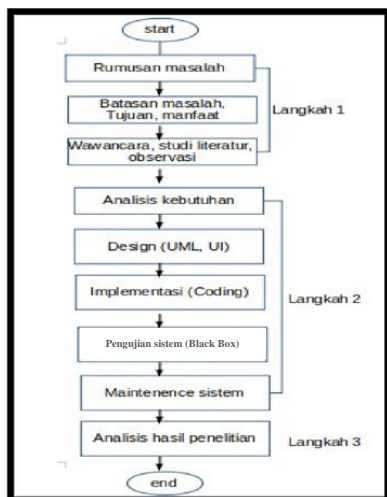 start
Rumusan masalah
Batasan masalah,
Tujuan, manfaat
Langkah 1
Wawancara, studi literatur,
observasi
Analisis kebutuhan
Design (UML, UI)
Implementasi (Coding)
Langkah 2
Pengujian sistem (Black Box)
Maintenence sistem
Analisis hasil penelitian
Langkah 3
end